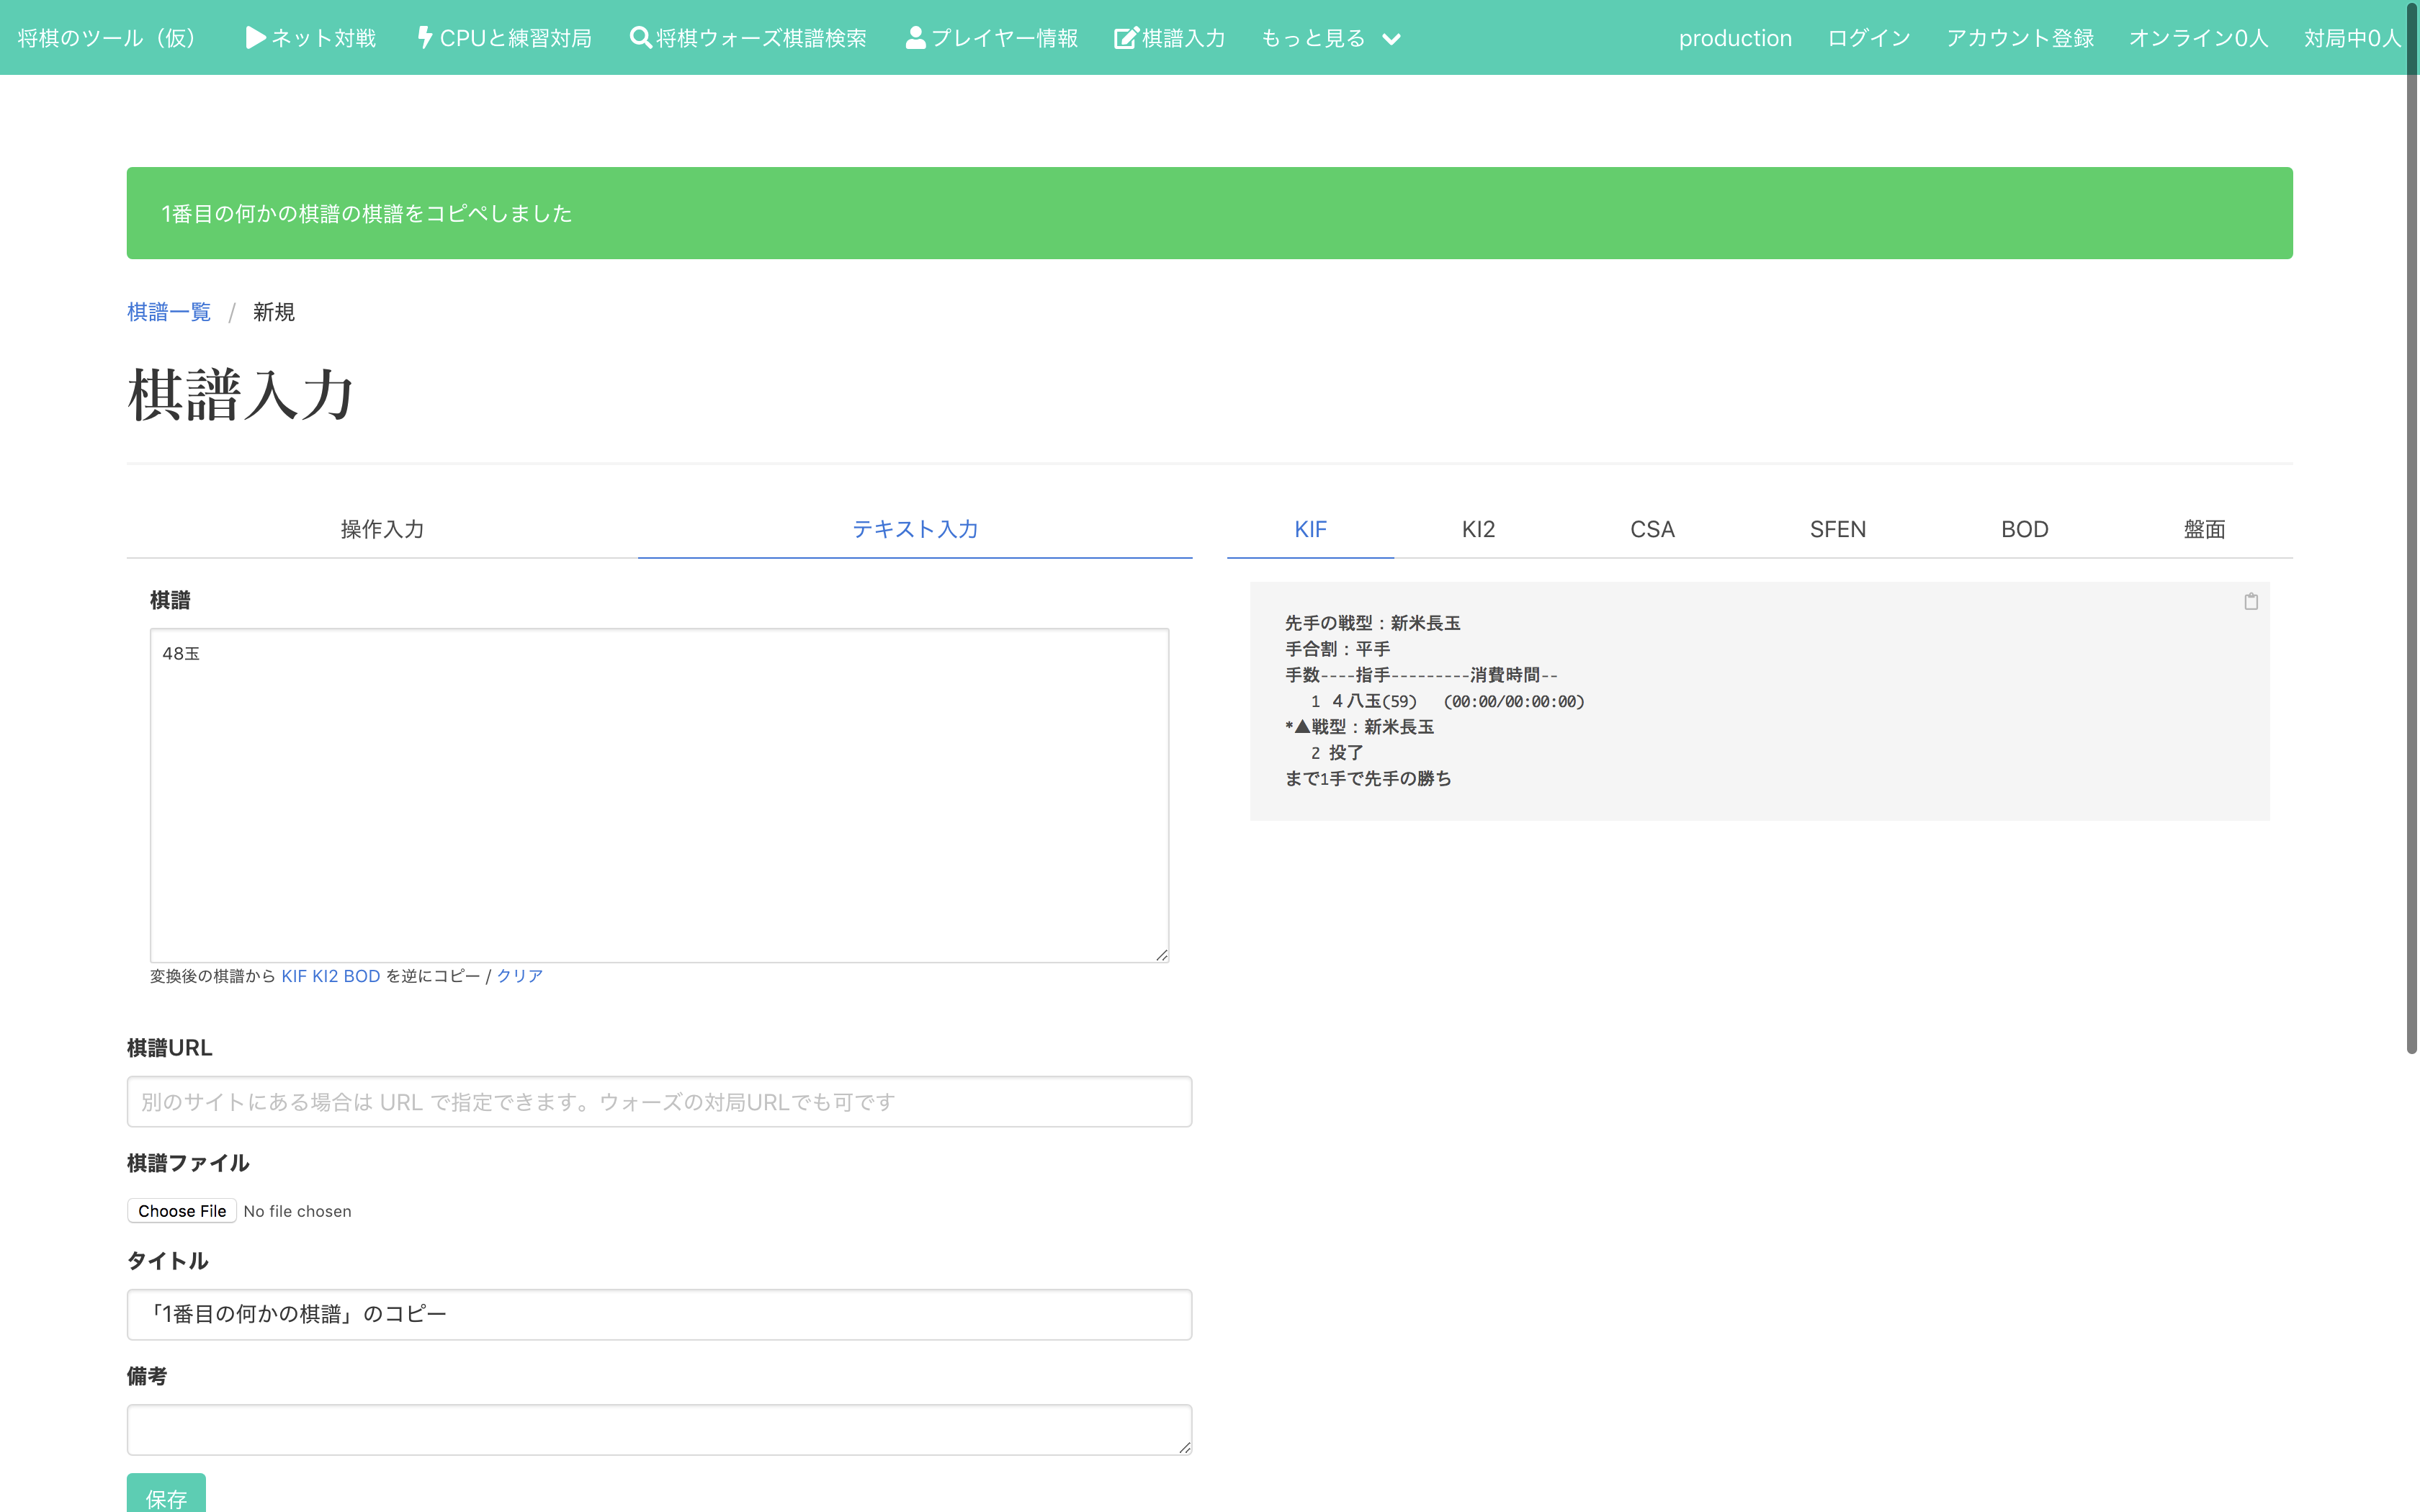 将棋のツール（仮） ネット対戦 CPUと練習対局 将棋ウォーズ棋譜検索 プレイヤー情報 棋譜入力 もっと見る production ログイン アカウント登録 オンライン0人 対局中0人
1番目の何かの棋譜の棋譜をコピペしました
棋譜一覧 / 新規
棋譜入力
操作入力 テキスト入力
棋譜
48玉
変換後の棋譜から KIF KI2 BOD を逆にコピー / クリア
棋譜URL
別のサイトにある場合は URL で指定できます。ウォーズの対局URLでも可です
棋譜ファイル
Choose File No file chosen
タイトル
「1番目の何かの棋譜」のコピー
備考
保存
KIF KI2 CSA SFEN BOD 盤面
先手の戦型：新米長玉
手合割：平手
手数----指手---------消費時間--
1 ４八玉(59) (00:00/00:00:00)
*▲戦型：新米長玉
2 投了
まで1手で先手の勝ち